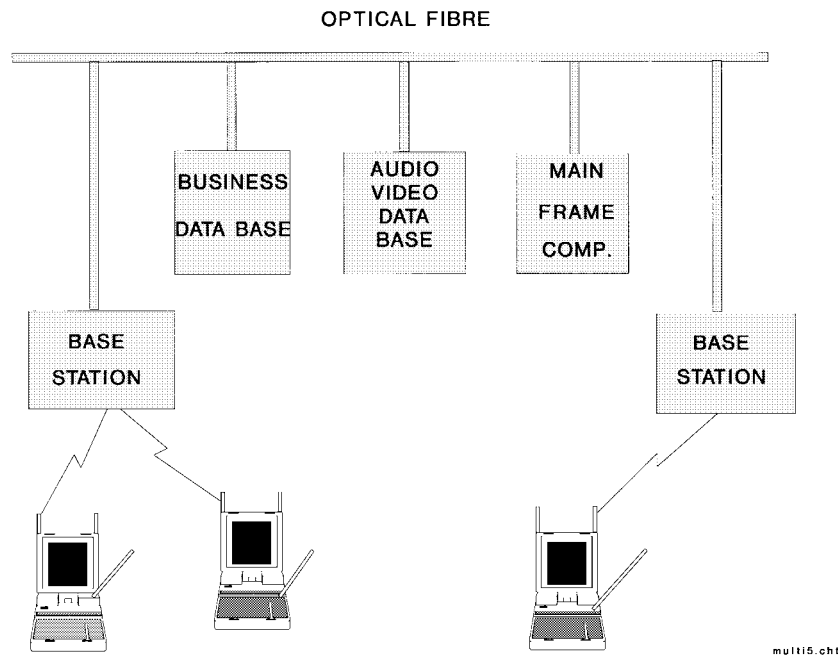 OPTICAL FIBRE
BUSINESS
DATA BASE
AUDIO
VIDEO
DATA
BASE
MAIN
FRAME
COMP.
BASE
STATION
BASE
STATION
multi5.cht